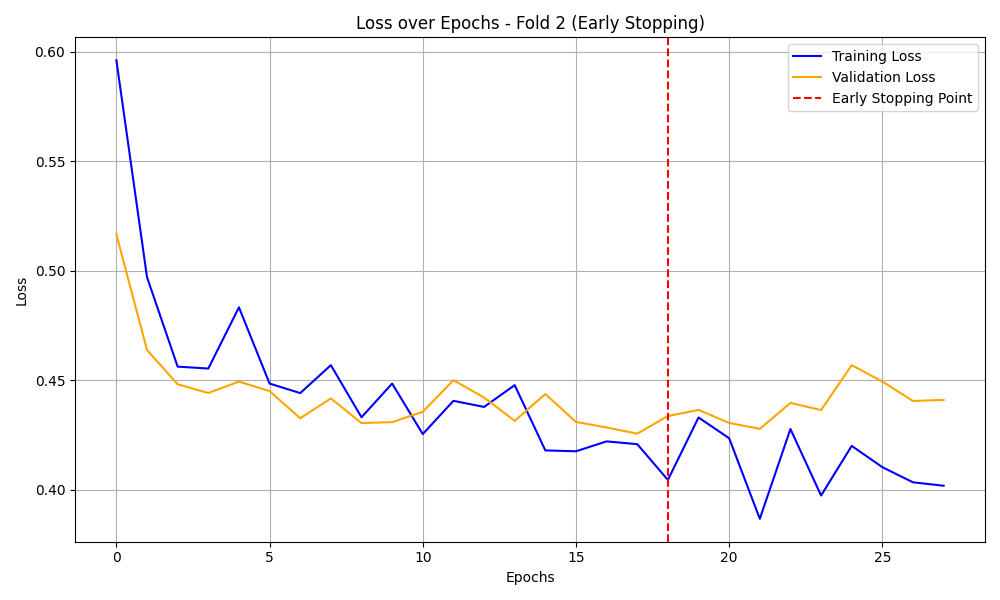 Loss over Epochs - Fold 2 (Early Stopping)
Training Loss
Validation Loss
Early Stopping Point
Loss
0.60
0.55
0.50
0.45
0.40
0
5
10
15
20
25
Epochs